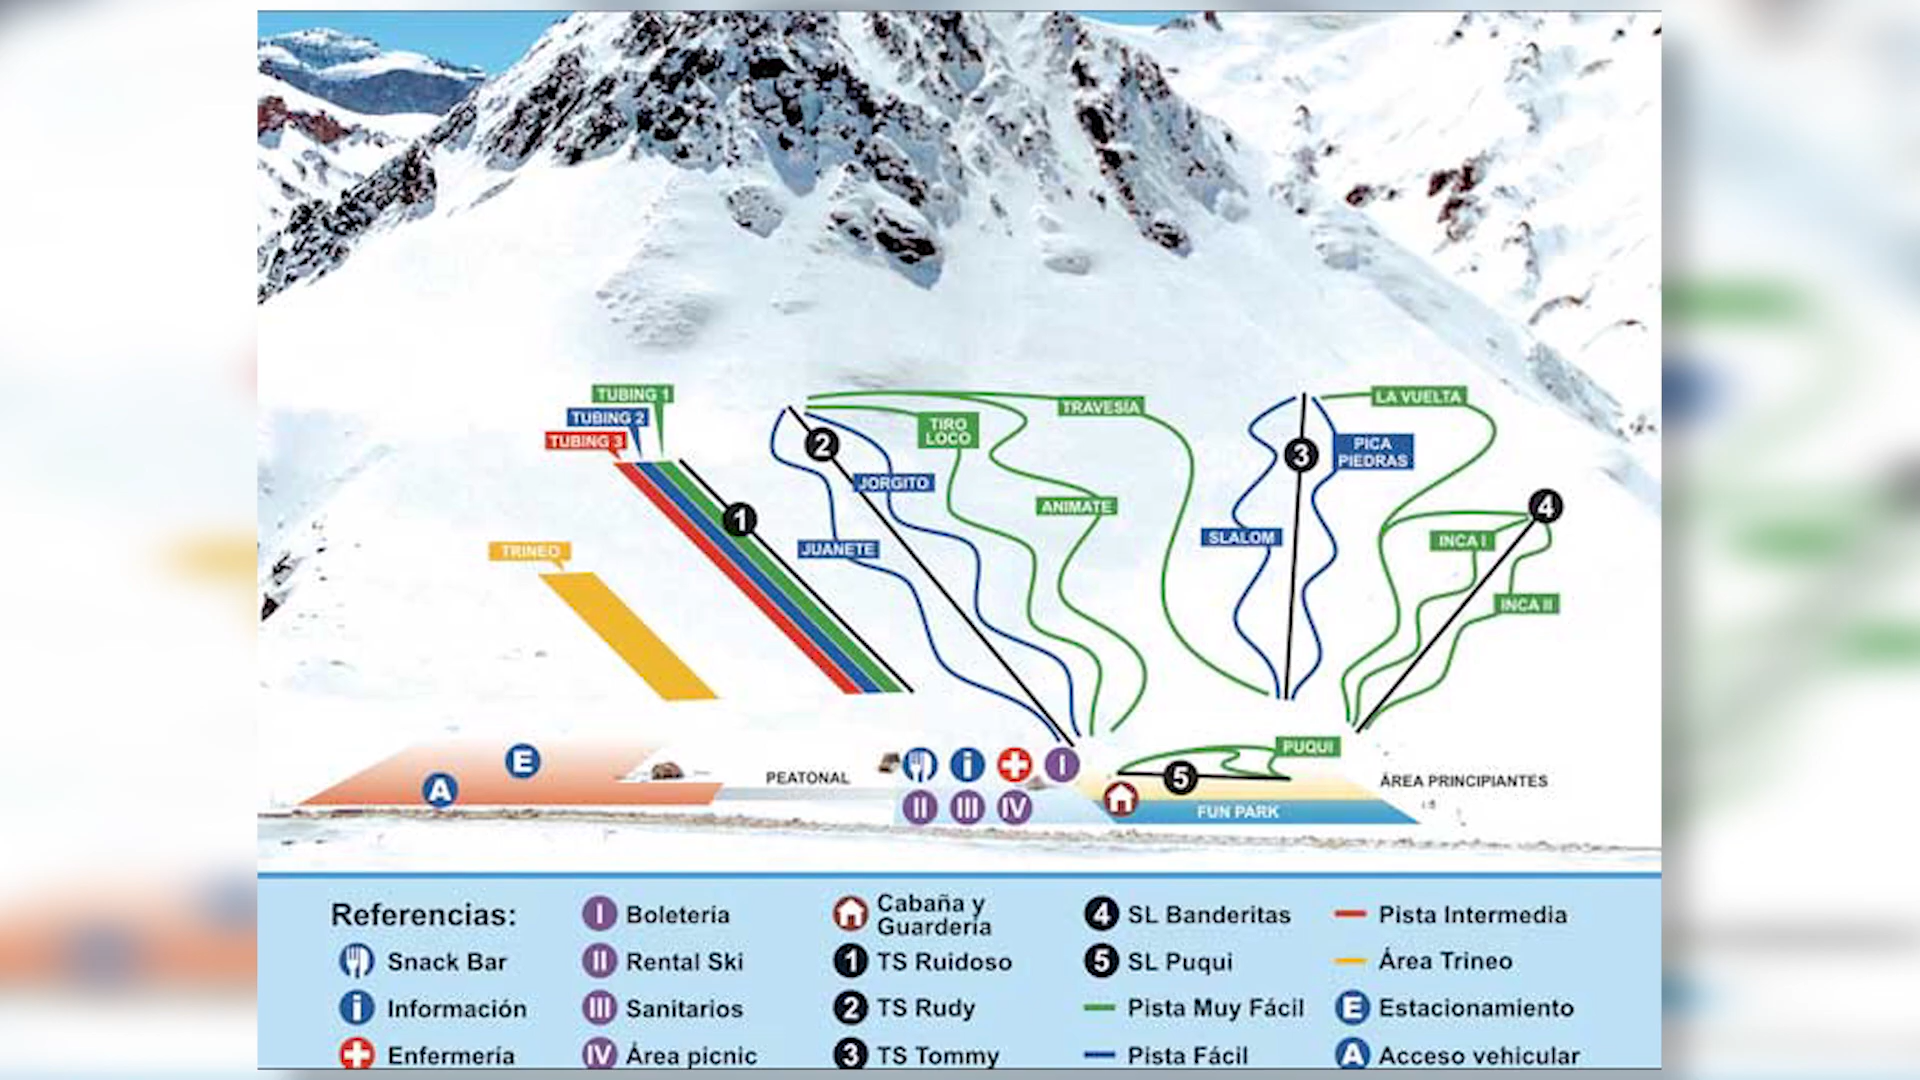 TUBING 1
TUBING 2
TUBING 3
TRINEO
1
2
JORGITO
JUANETE
TIRO
LOCO
TRAVESÍA
ANIMATE
3
SLALOM
PICA
PIEDRAS
LA VUELTA
4
INCA I
INCA II
E
A
PEATONAL
i
I
II
III
IV
PUQUI
5
FUN PARK
ÁREA PRINCIPIANTES
Referencias:
Snack Bar
i Información
Enfermería
I Boletería
II Rental Ski
III Sanitarios
IV Área picnic
Cabaña y
Guardería
1 TS Ruidoso
2 TS Rudy
3 TS Tommy
4 SL Banderitas
5 SL Puqui
Pista Muy Fácil
Pista Fácil
Pista Intermedia
Área Trineo
E Estacionamiento
A Acceso vehicular